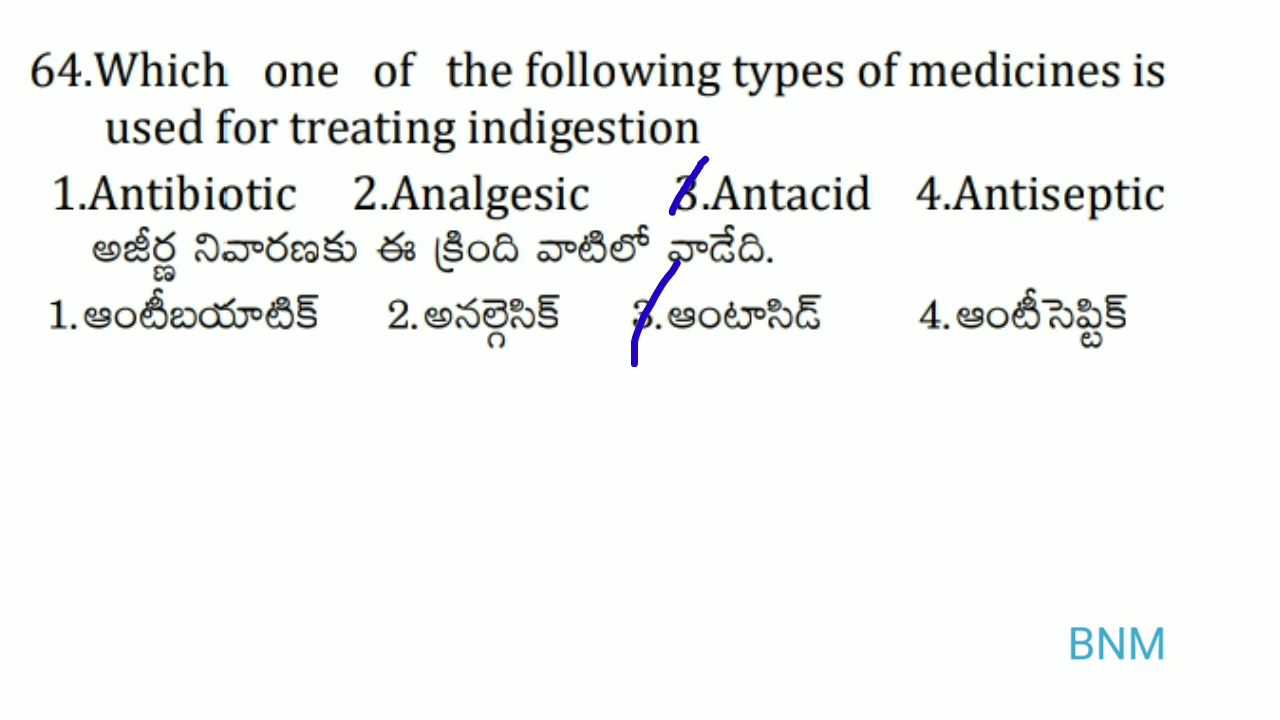 64.Which one of the following types of medicines is
used for treating indigestion
1.Antibiotic 2.Analgesic 3.Antacid 4.Antiseptic
అజీర్ణ నివారణకు ఈ క్రింది వాటిలో వాడేది.
1.ఆంటీబయాటిక్ 2.అనల్గెసిక్ 3.ఆంటాసిడ్ 4.ఆంటీసెప్టిక్
BNM